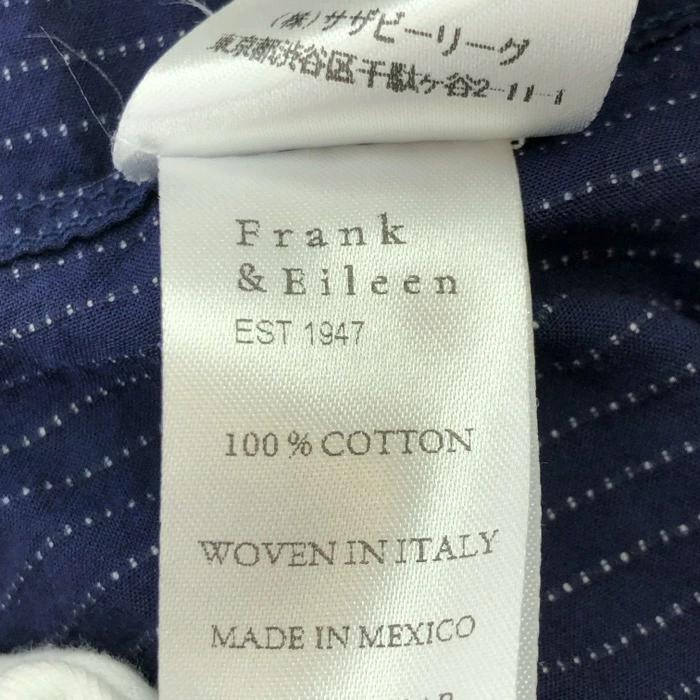 (株)サザビーリーグ
東京都渋谷区千駄ヶ谷2-11-1
Frank
& Eileen
EST 1947
100% COTTON
WOVEN IN ITALY
MADE IN MEXICO